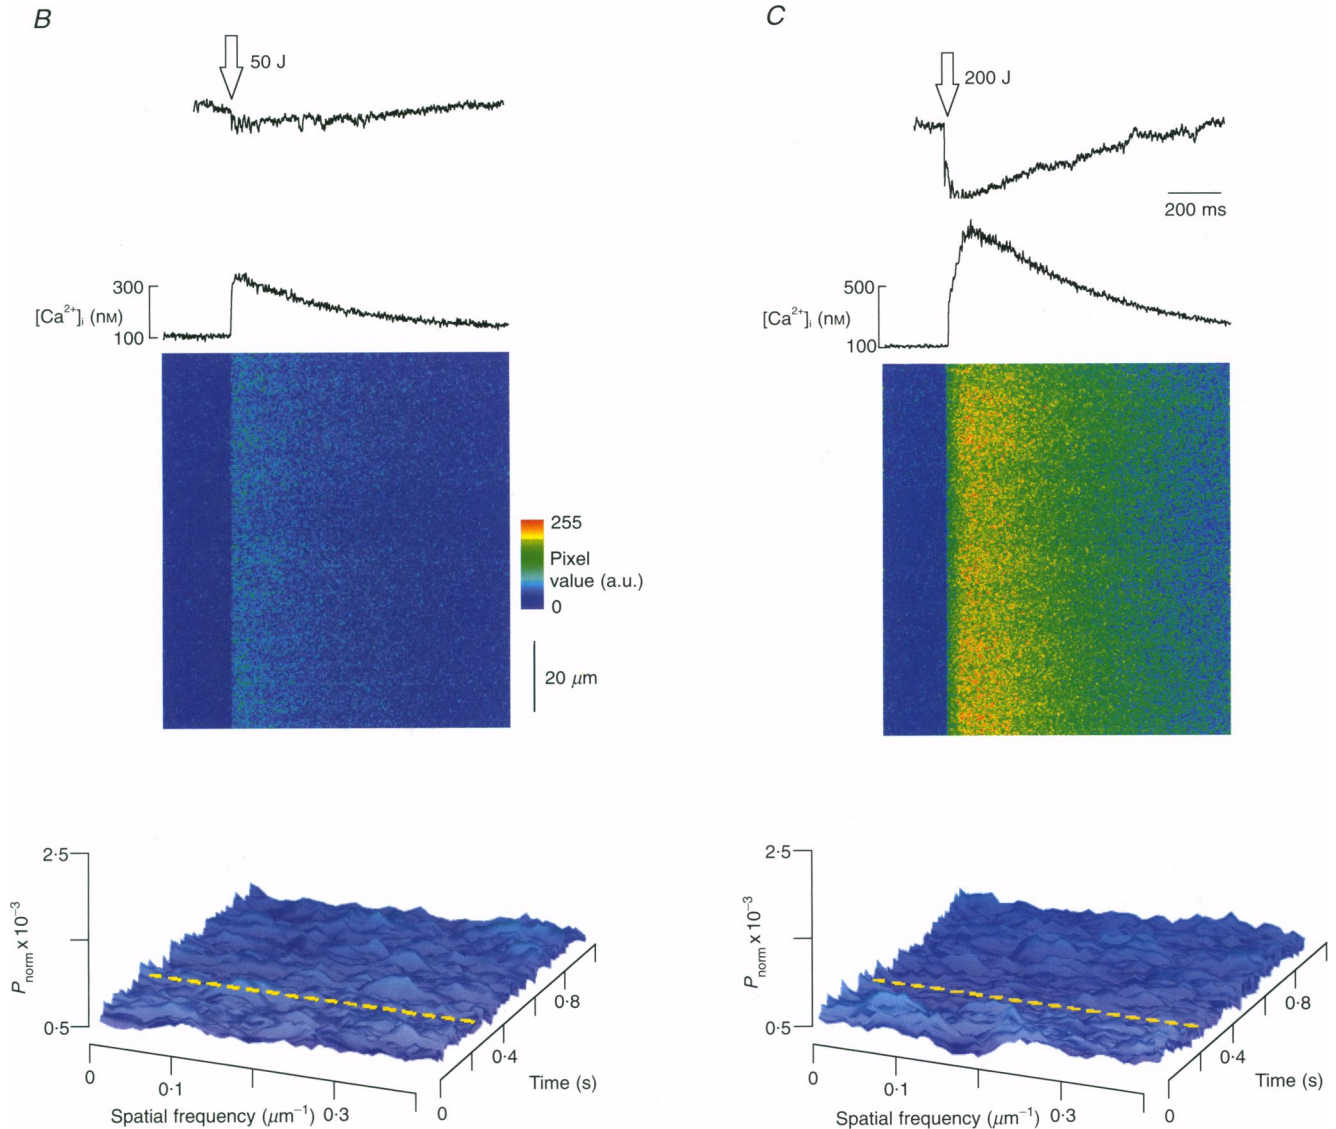 B
50 J
300
[Ca²⁺]ᵢ (nM)
100
255
Pixel
value (a.u.)
0
20 μm
2·5
Pnorm x 10⁻³
0·5
0
0·1
0·3
Spatial frequency (μm⁻¹)
0
0·4
0·8
Time (s)
C
200 J
200 ms
500
[Ca²⁺]ᵢ (nM)
100
2·5
Pnorm x 10⁻³
0·5
0
0·1
0·3
Spatial frequency (μm⁻¹)
0
0·4
0·8
Time (s)